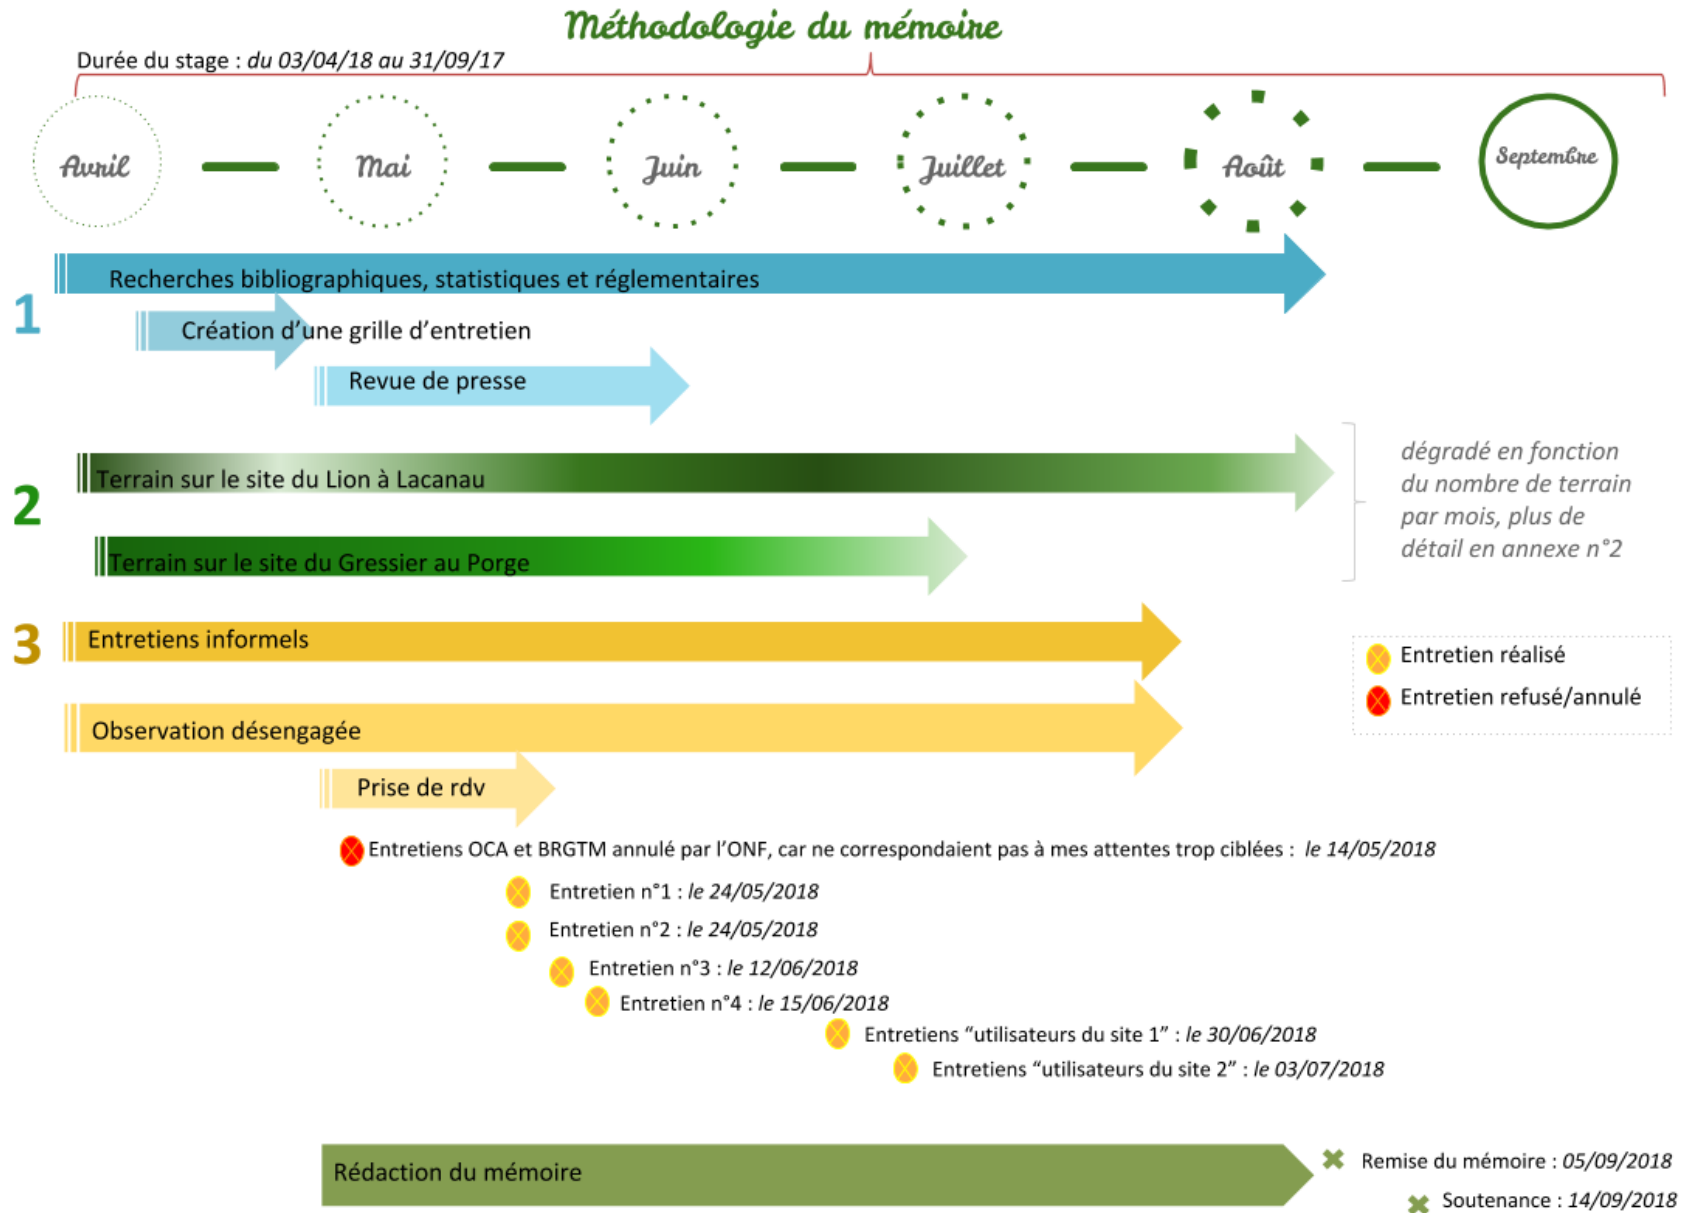 Méthodologie du mémoire
Durée du stage : du 03/04/18 au 31/09/17
Avril
Mai
Juin
Juillet
Août
Septembre
1
Recherches bibliographiques, statistiques et réglementaires
Création d’une grille d’entretien
Revue de presse
2
Terrain sur le site du Lion à Lacanau
Terrain sur le site du Gressier au Porge
dégradé en fonction
du nombre de terrain
par mois, plus de
détail en annexe n°2
3
Entretiens informels
Observation désengagée
Prise de rdv
Entretien réalisé
Entretien refusé/annulé
Entretiens OCA et BRGTM annulé par l’ONF, car ne correspondaient pas à mes attentes trop ciblées : le 14/05/2018
Entretien n°1 : le 24/05/2018
Entretien n°2 : le 24/05/2018
Entretien n°3 : le 12/06/2018
Entretien n°4 : le 15/06/2018
Entretiens “utilisateurs du site 1” : le 30/06/2018
Entretiens “utilisateurs du site 2” : le 03/07/2018
Rédaction du mémoire
Remise du mémoire : 05/09/2018
Soutenance : 14/09/2018